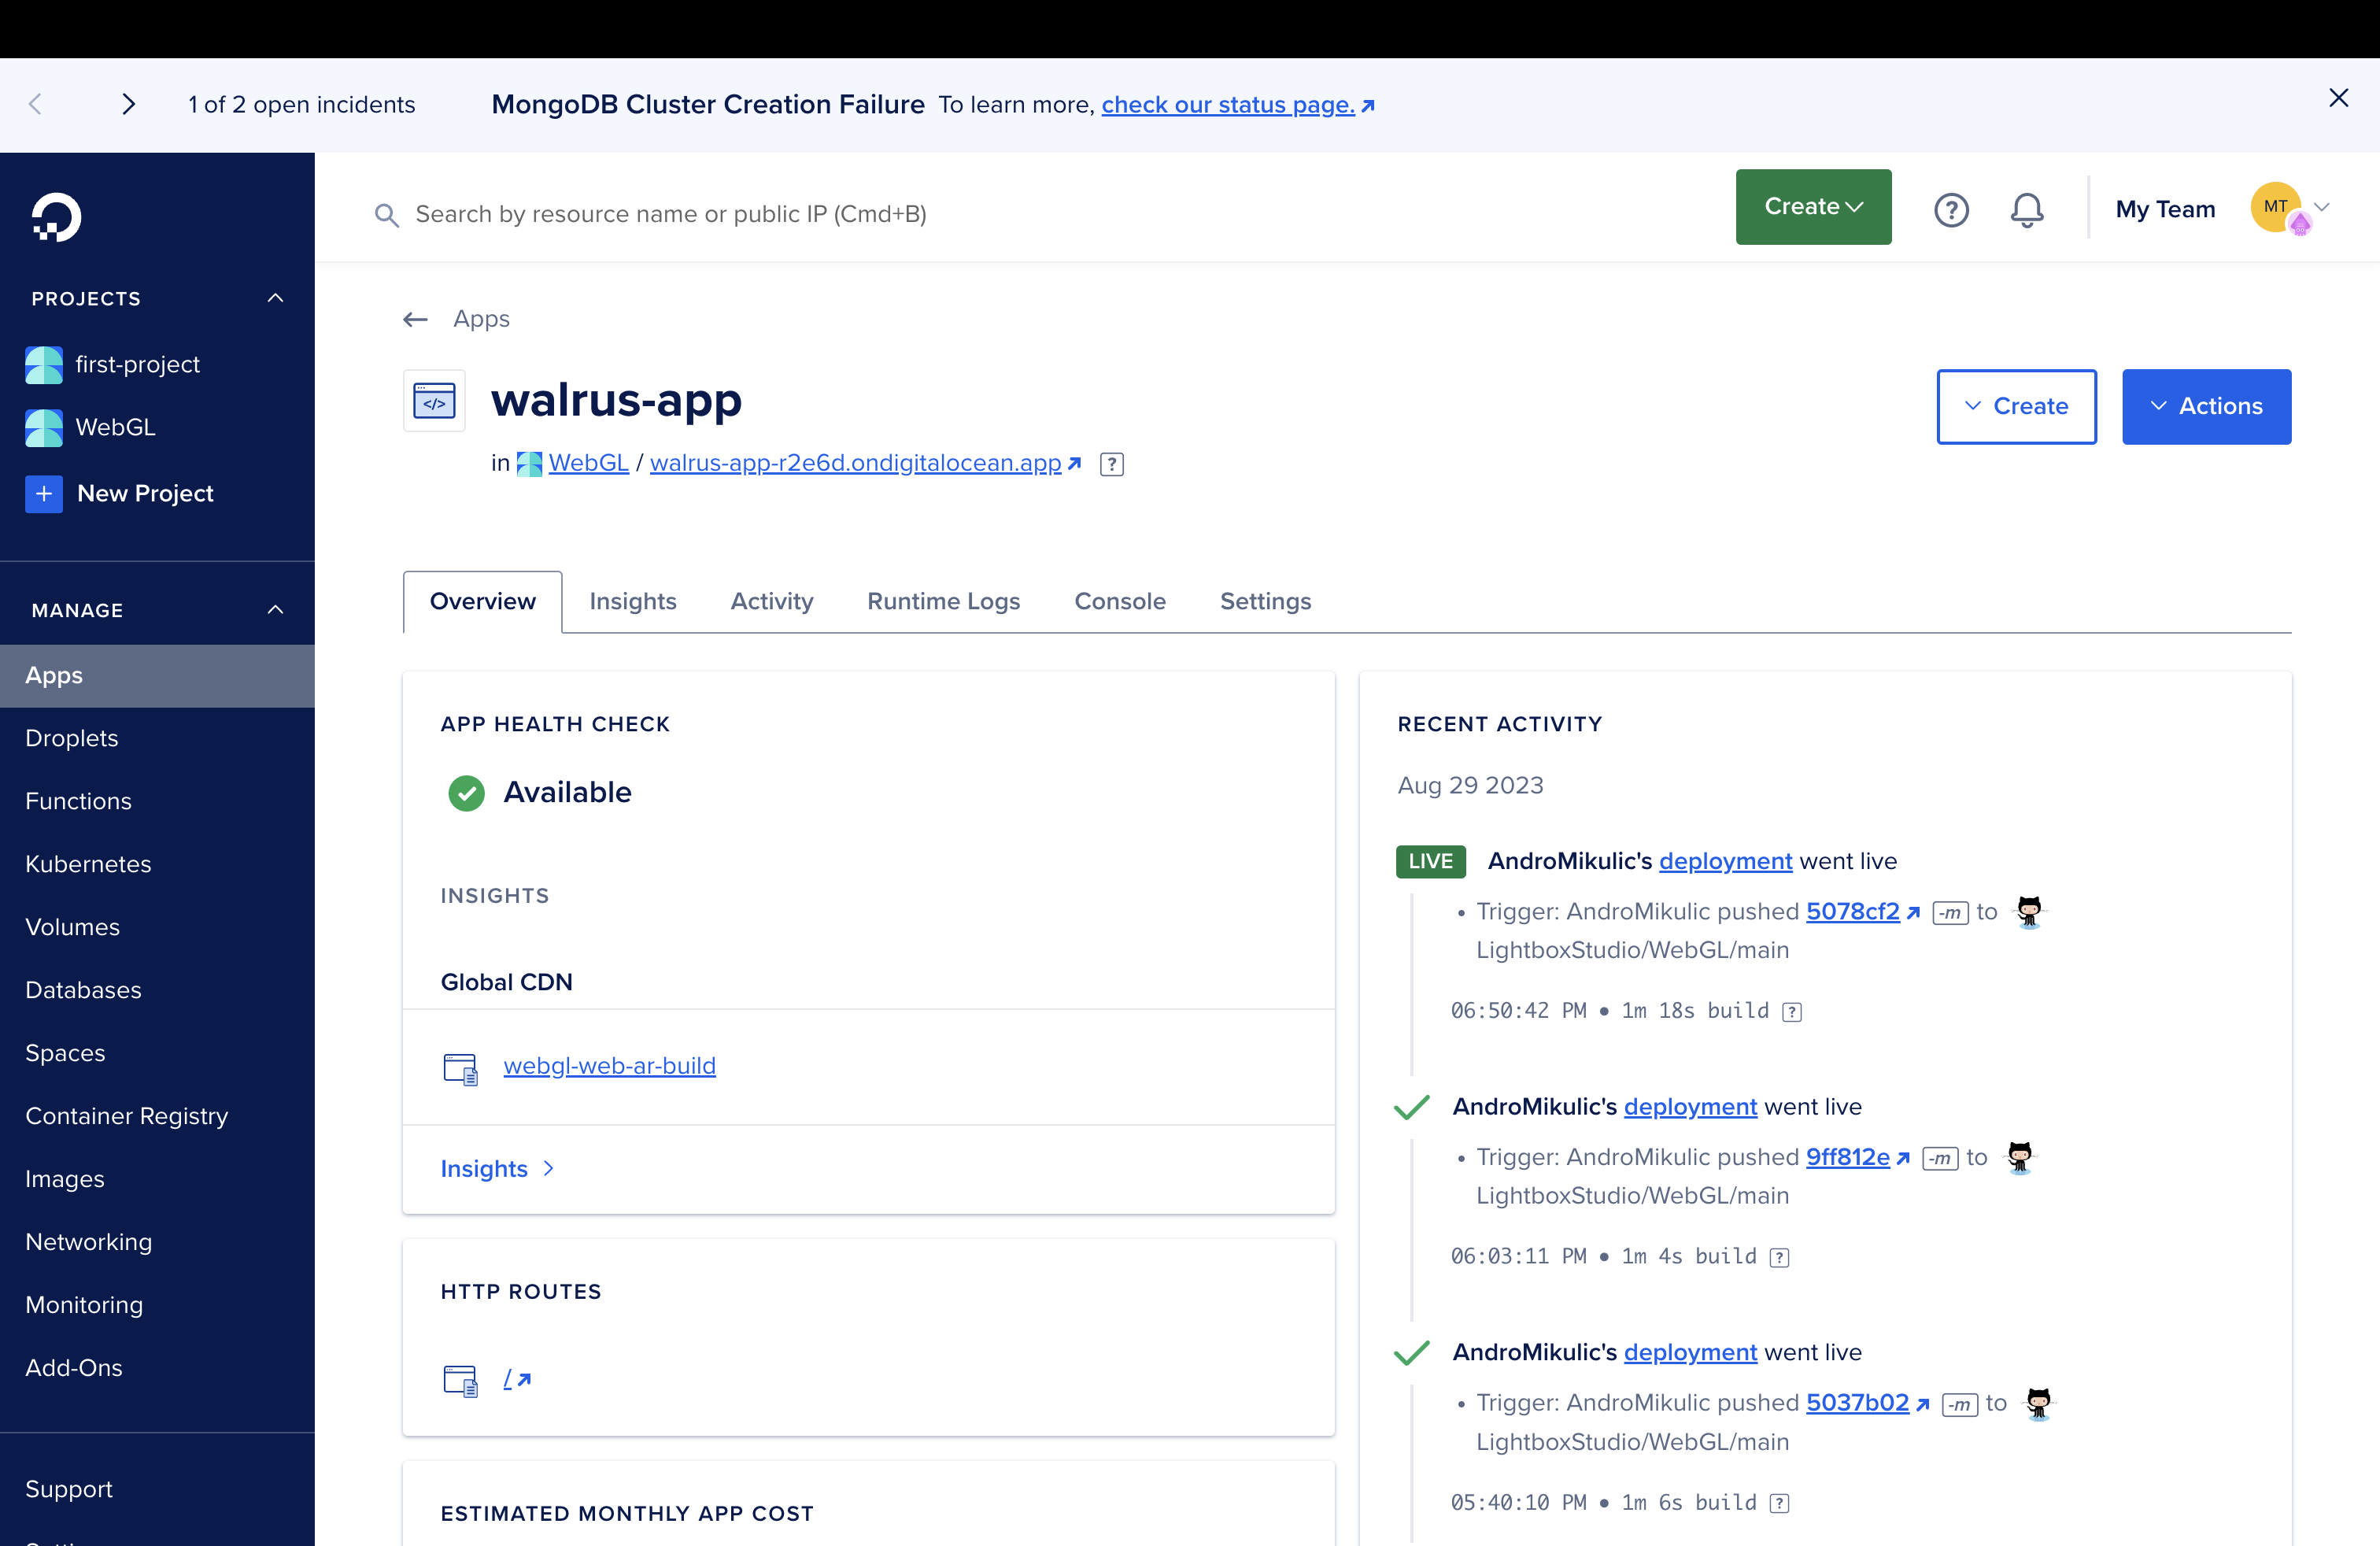 1 of 2 open incidents
MongoDB Cluster Creation Failure To learn more, check our status page.
Search by resource name or public IP (Cmd+B)
Create
?
My Team
MT
PROJECTS
first-project
WebGL
+ New Project
MANAGE
Apps
Droplets
Functions
Kubernetes
Volumes
Databases
Spaces
Container Registry
Images
Networking
Monitoring
Add-Ons
Support
Apps
</>
walrus-app
in WebGL / walrus-app-r2e6d.ondigitalocean.app ?
Create
Actions
Overview
Insights
Activity
Runtime Logs
Console
Settings
APP HEALTH CHECK
Available
INSIGHTS
Global CDN
webgl-web-ar-build
Insights
HTTP ROUTES
/
ESTIMATED MONTHLY APP COST
RECENT ACTIVITY
Aug 29 2023
LIVE AndroMikulic's deployment went live
• Trigger: AndroMikulic pushed 5078cf2 -m to
LightboxStudio/WebGL/main
06:50:42 PM • 1m 18s build ?
AndroMikulic's deployment went live
• Trigger: AndroMikulic pushed 9ff812e -m to
LightboxStudio/WebGL/main
06:03:11 PM • 1m 4s build ?
AndroMikulic's deployment went live
• Trigger: AndroMikulic pushed 5037b02 -m to
LightboxStudio/WebGL/main
05:40:10 PM • 1m 6s build ?